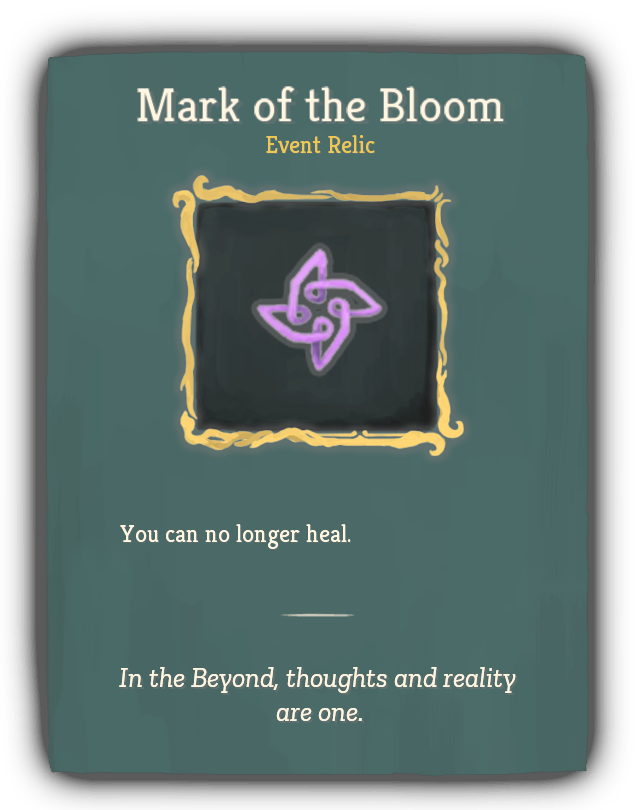 Mark of the Bloom
Event Relic
You can no longer heal.
In the Beyond, thoughts and reality
are one.